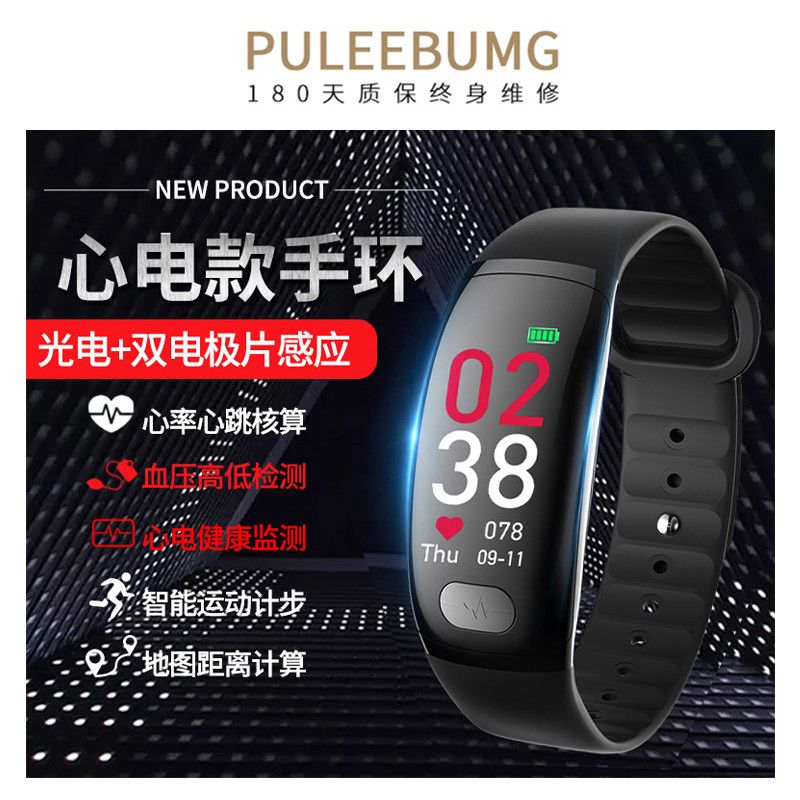 PULEEBUMG
180天质保终身维修
NEW PRODUCT
心电款手环
光电+双电极片感应
心率心跳核算
血压高低检测
心电健康监测
智能运动计步
地图距离计算
02
38
078
Thu 09-11